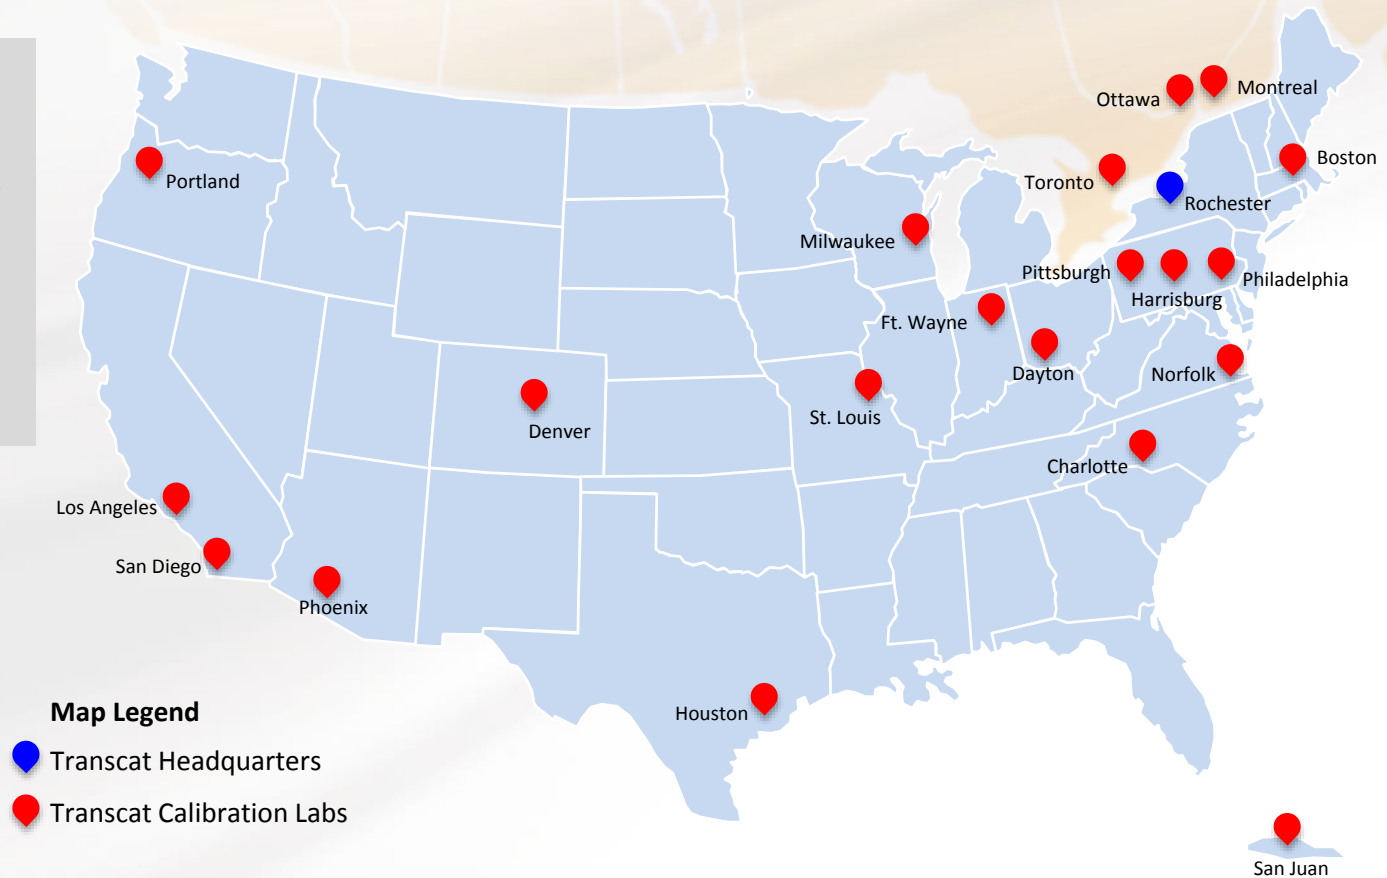 Ottawa
Montreal
Boston
Portland
Toronto
Rochester
Milwaukee
Pittsburgh
Philadelphia
Harrisburg
Ft. Wayne
Dayton
Norfolk
St. Louis
Denver
Charlotte
Los Angeles
San Diego
Phoenix
Houston
Map Legend
Transcat Headquarters
Transcat Calibration Labs
San Juan